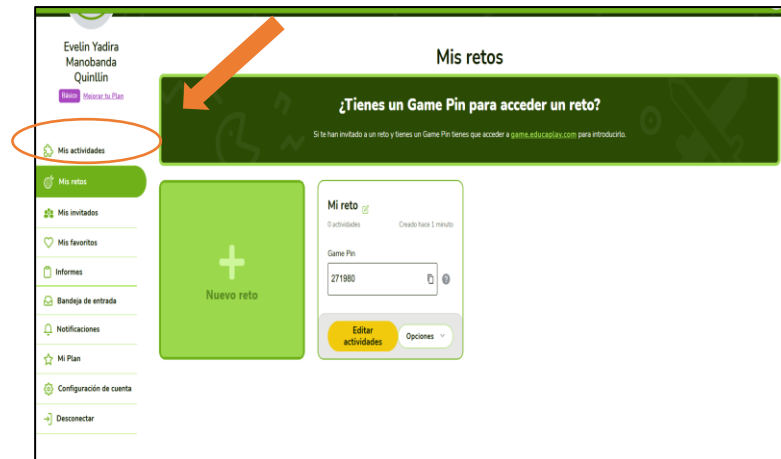 Evelin Yadira
Manobanda
Quinllin
Básico Mejorar tu Plan
Mis actividades
Mis retos
Mis invitados
Mis favoritos
Informes
Bandeja de entrada
Notificaciones
Mi Plan
Configuración de cuenta
Desconectar
Mis retos
¿Tienes un Game Pin para acceder un reto?
Si te han invitado a un reto y tienes un Game Pin tienes que acceder a game.educaplay.com para introducirlo.
Nuevo reto
Mi reto
0 actividades Creado hace 1 minuto
Game Pin
271980
Editar
actividades
Opciones